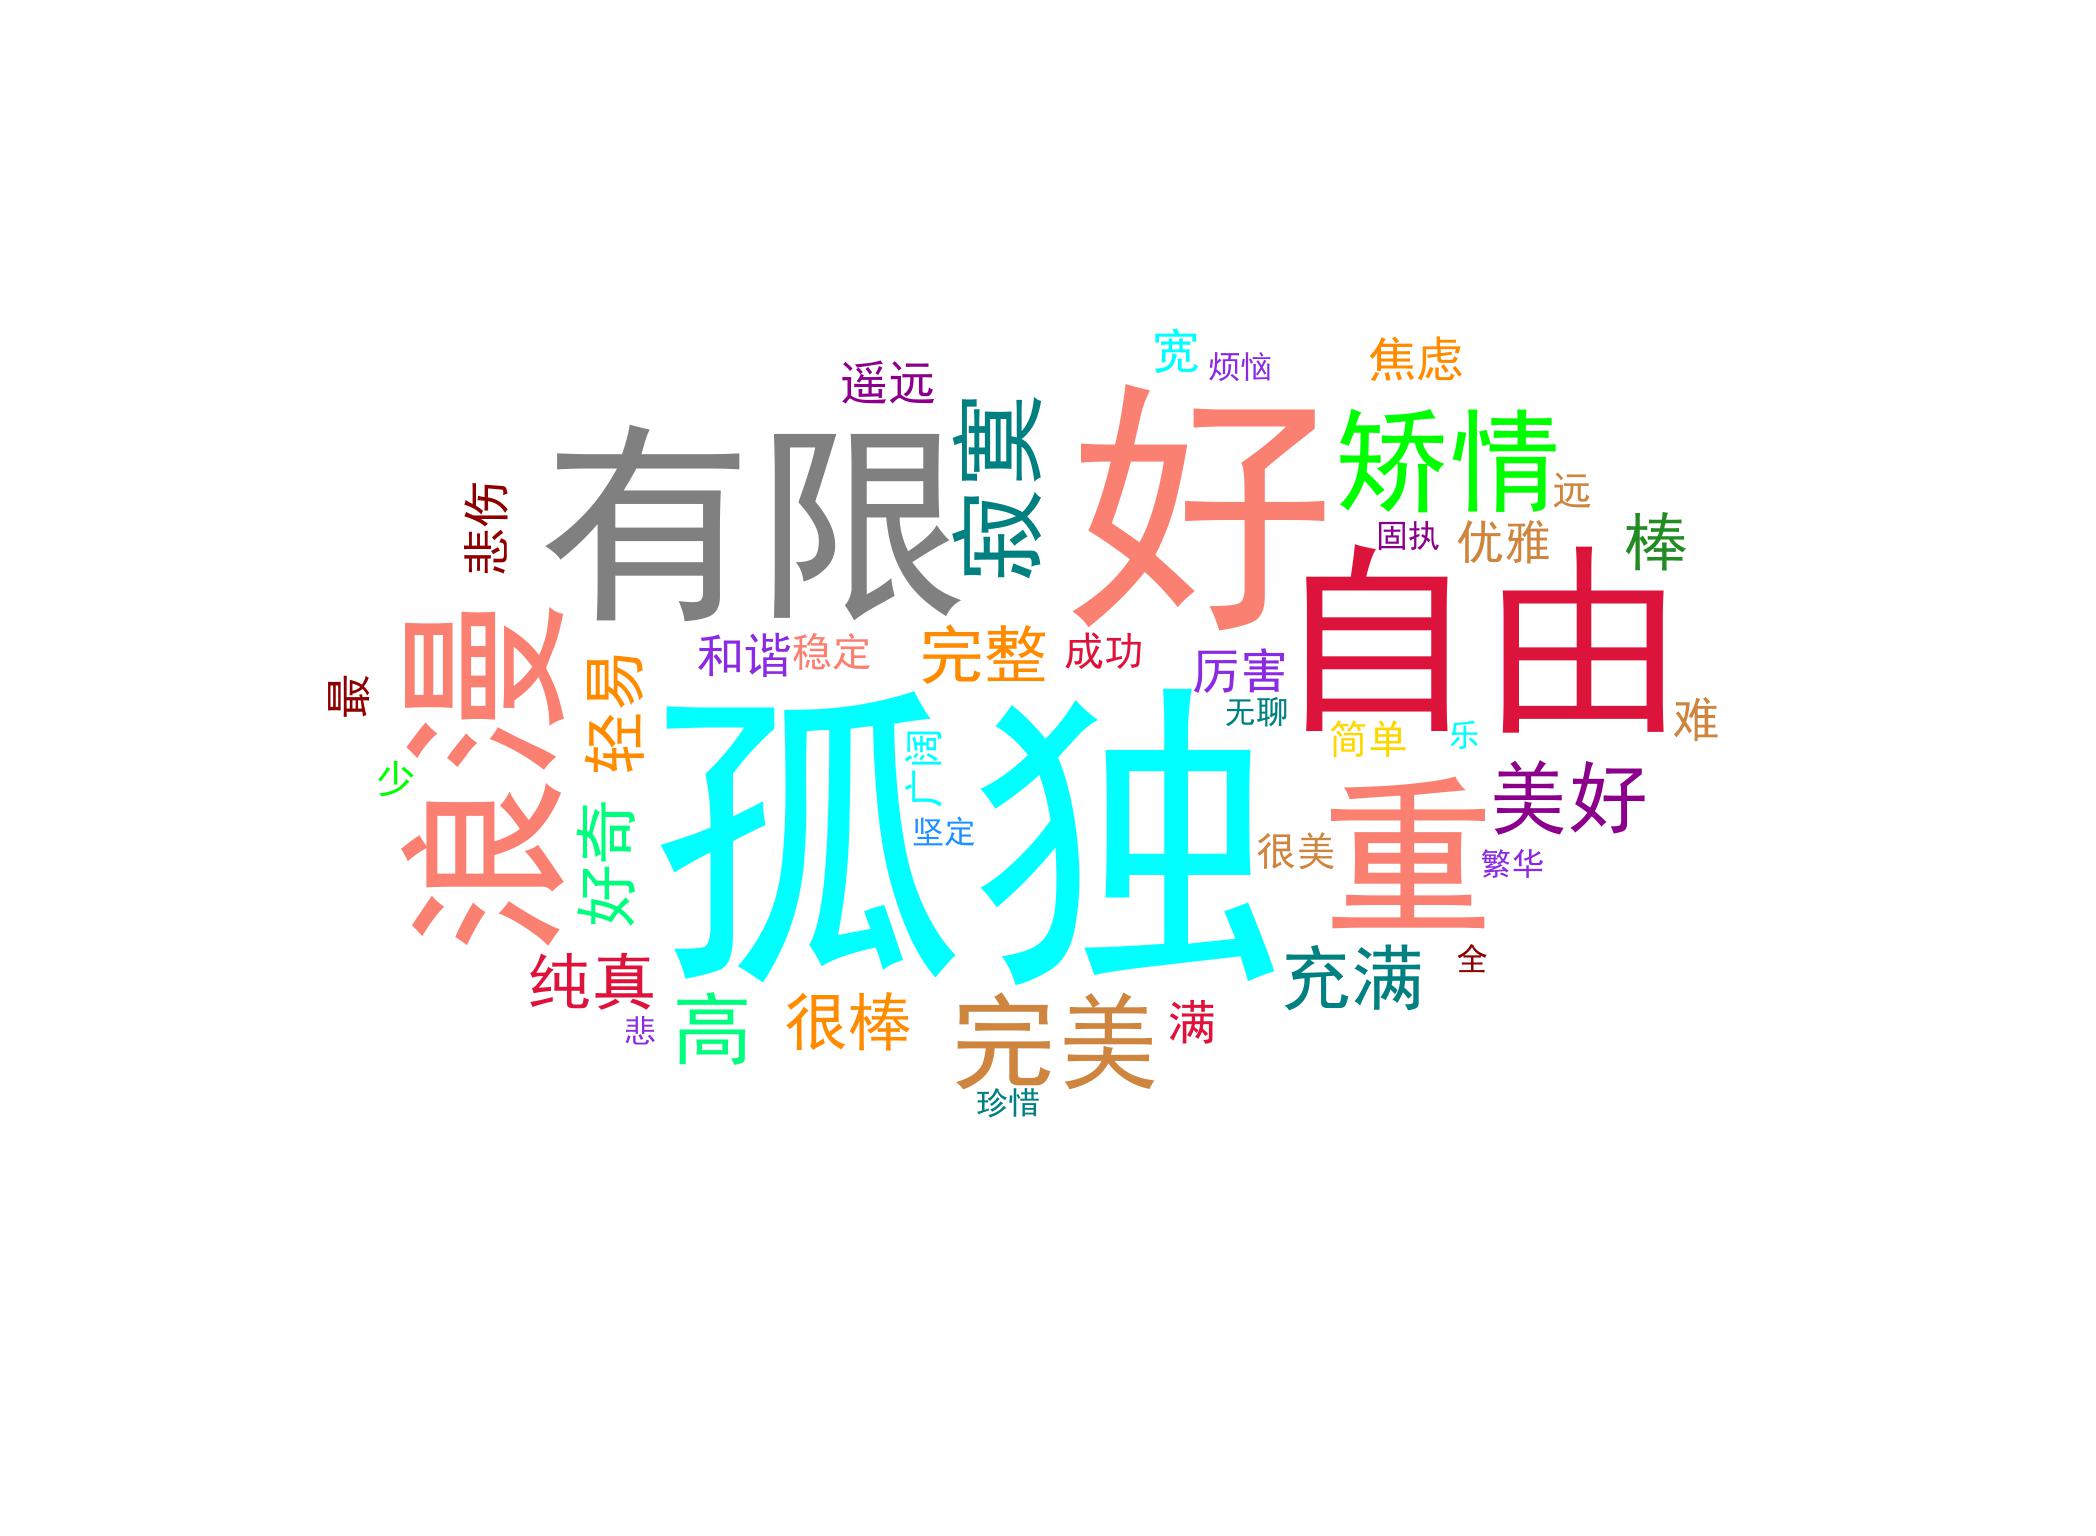 宽
烦恼
焦虑
遥远
寂寞
好
矫情
有限
远
悲伤
固执
优雅
棒
自由
浪漫
和谐
稳定
完整
成功
厉害
轻易
最
无聊
简单
乐
难
孤独
广阔
少
坚定
好奇
很美
重
美好
繁华
纯真
充满
全
悲
高
很棒
完美
满
珍惜